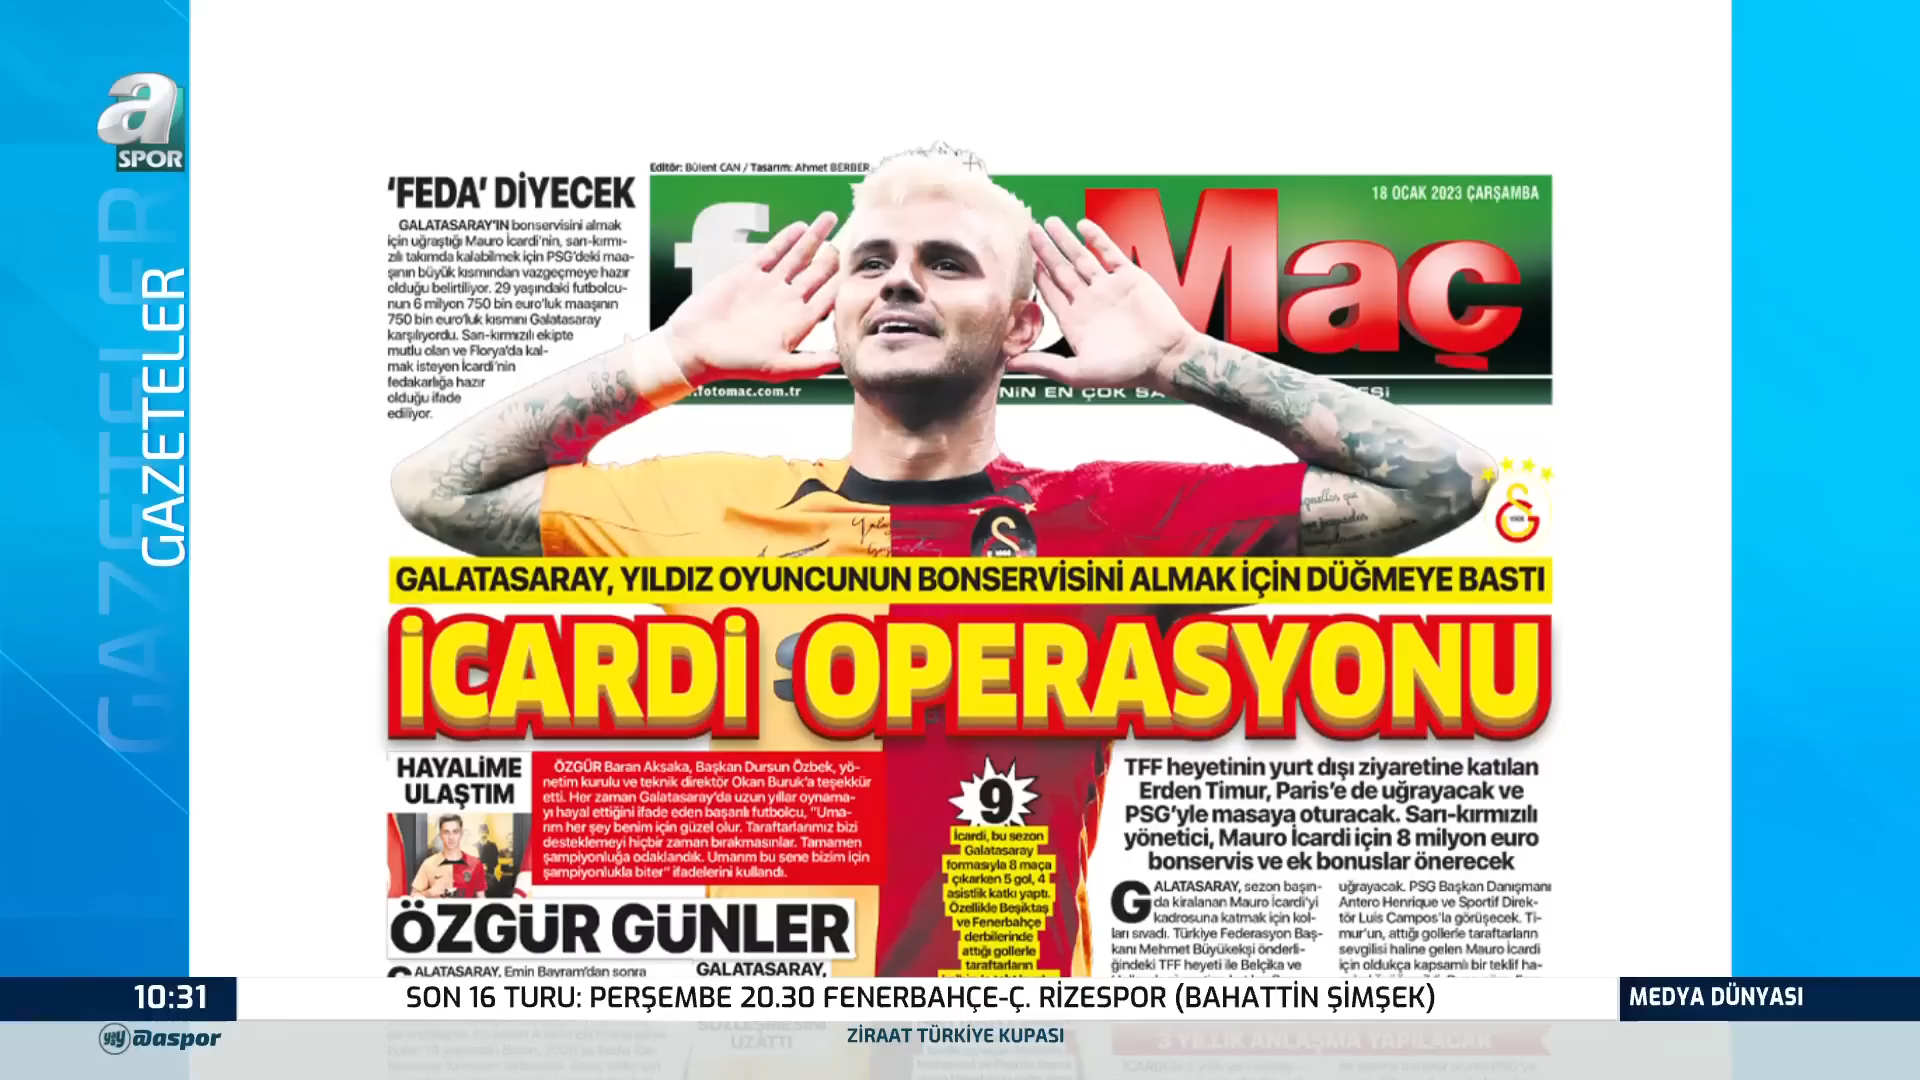 a
SPOR
GAZETELER
GAZETELER
Editör: Bülent CAN / Tasarım: Ahmet BERBER
18 OCAK 2023 ÇARŞAMBA
Maç
.fotomac.com.tr
NİN EN ÇOK
'FEDA' DİYECEK
GALATASARAY'IN bonservisini almak
için uğraştığı Mauro İcardi'nin, sarı-kırmı-
zılı takımda kalabilmek için PSG'deki maa-
şının büyük kısmından vazgeçmeye hazır
olduğu belirtiliyor. 29 yaşındaki futbolcu-
nun 6 milyon 750 bin euro'luk maaşının
750 bin euro'luk kısmını Galatasaray
karşılıyordu. Sarı-kırmızılı ekipte
mutlu olan ve Florya'da kal-
mak isteyen İcardi'nin
fedakarlığa hazır
olduğu ifade
ediliyor.
GALATASARAY, YILDIZ OYUNCUNUN BONSERVİSİNİ ALMAK İÇİN DÜĞMEYE BASTI
İCARDİ OPERASYONU
HAYALİME
ULAŞTIM
ÖZGÜR Baran Aksaka, Başkan Dursun Özbek, yö-
netim kurulu ve teknik direktör Okan Buruk'a teşekkür
etti. Her zaman Galatasaray'da uzun yıllar oynama-
yı hayal ettiğini ifade eden başarılı futbolcu, "Uma-
rım her şey benim için güzel olur. Taraftarlarımız bizi
desteklemeyi hiçbir zaman bırakmasınlar. Tamamen
şampiyonluğa odaklandık. Umarım bu sene bizim için
şampiyonlukla biter" ifadelerini kullandı.
ÖZGÜR GÜNLER
GALATASARAY, Emin Bayram'dan sonra
GALATASARAY,
9
İcardi, bu sezon
Galatasaray
formasıyla 8 maça
çıkarken 5 gol, 4
asistlik katkı yaptı.
Özellikle Beşiktaş
ve Fenerbahçe
derbilerinde
attığı gollerle
taraftarların
TFF heyetinin yurt dışı ziyaretine katılan
Erden Timur, Paris'e de uğrayacak ve
PSG'yle masaya oturacak. Sarı-kırmızılı
yönetici, Mauro İcardi için 8 milyon euro
bonservis ve ek bonuslar önerecek
GALATASARAY, sezon başın-
da kiralanan Mauro İcardi'yi
kadrosuna katmak için kol-
ları sıvadı. Türkiye Federasyon Baş-
kanı Mehmet Büyükekşi önderli-
ğindeki TFF heyeti ile Belçika ve
uğrayacak. PSG Başkan Danışmanı
Antero Henrique ve Sportif Direk-
tör Luis Campos'la görüşecek. Ti-
mur'un, attığı gollerle taraftarların
sevgilisi haline gelen Mauro İcardi
için oldukça kapsamlı bir teklif ha-
10:31
SON 16 TURU: PERŞEMBE 20.30 FENERBAHÇE-Ç. RİZESPOR (BAHATTİN ŞİMŞEK)
MEDYA DÜNYASI
@aspor
ZİRAAT TÜRKİYE KUPASI
SÖZLEŞMESİNİ
UZATTI
3 YILLIK ANLAŞMA YAPILACAK